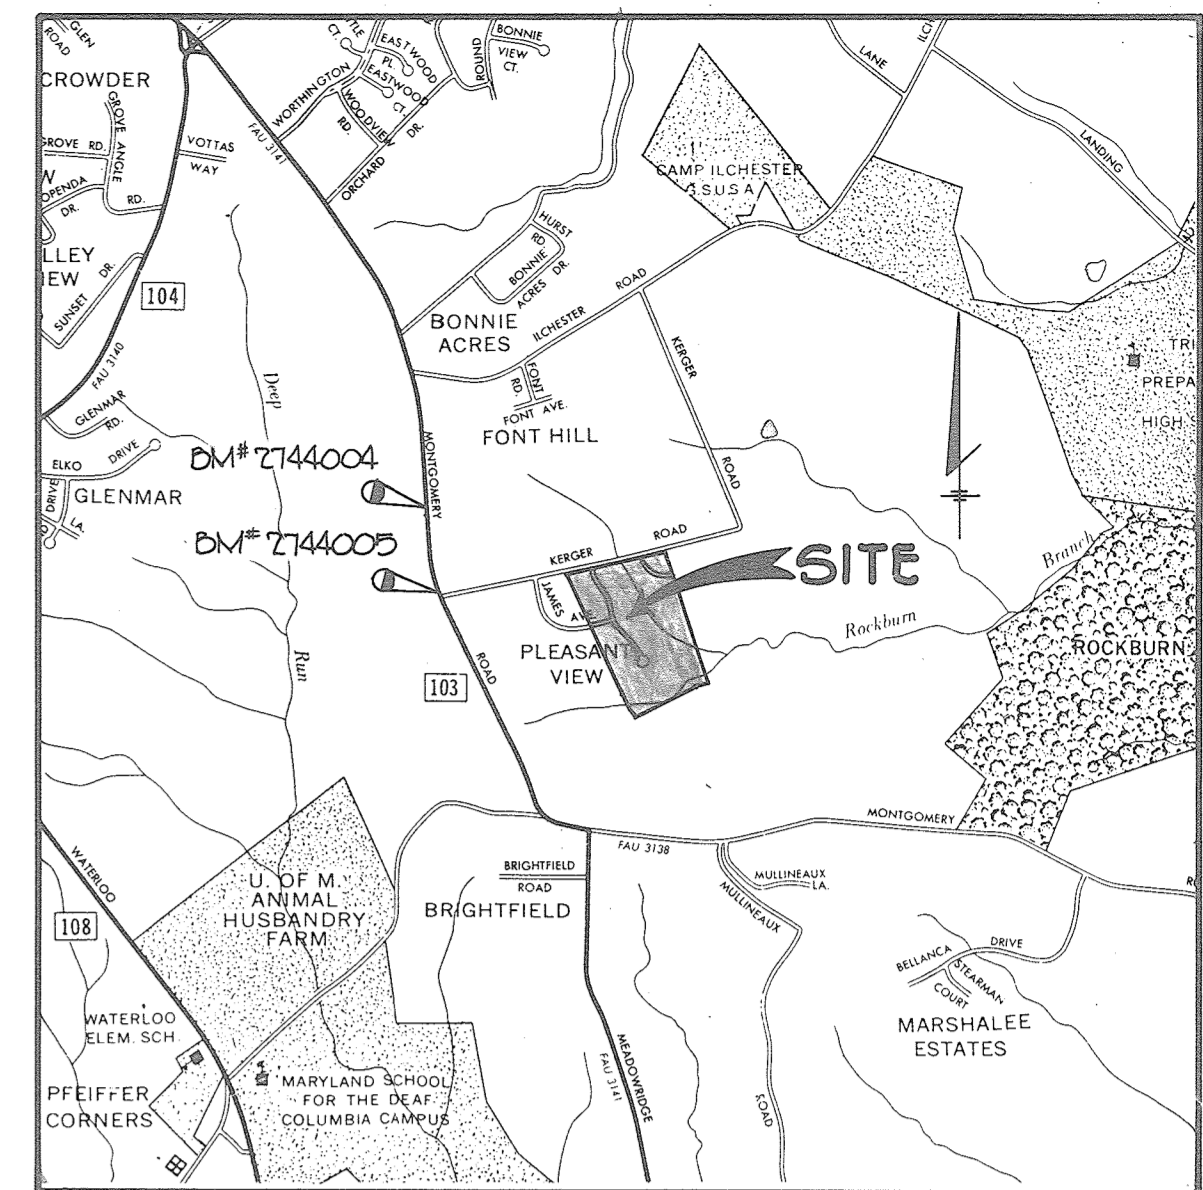 GLEN
ROAD
CROWDER
GROVE ANGLE
GROVE RD.
RD.
OPENDA
DR.
VOTTAS
WAY
SUNSET DR.
104
FAU 3140
FAU 3141
WORTHINGTON
CT.
EASTWOOD
PL.
EASTWOOD
CT.
WOODVIEW
RD.
ORCHARD DR.
ROUND
BONNIE
VIEW
CT.
LANE
LANDING
CAMP ILCHESTER
G.S.U.S.A
HURST
RD.
BONNIE
ACRES DR.
BONNIE
ACRES
ILCHESTER ROAD
KERGER
ROAD
FONT
RD.
FONT AVE.
FONT HILL
HIGH S
PREPA
TRI
Deep
Run
GLENMAR
RD.
ELKO DRIVE
DRIVE
LA.
GLENMAR
BM# 2744004
BM# 2744005
MONTGOMERY
ROAD
KERGER ROAD
JAMES
AV
SITE
PLEASANT
VIEW
103
Rockburn
Branch
ROCKBURN
MONTGOMERY
FAU 3138
WATERLOO
108
U. OF M.
ANIMAL
HUSBANDRY
FARM
BRIGHTFIELD
ROAD
BRIGHTFIELD
MULLINEAUX
LA.
MULLINEAUX
ROAD
BELLANCA DRIVE
STEARMAN
COURT
MARSHALEE
ESTATES
MEADOWRIDGE
FAU 3141
WATERLOO
ELEM. SCH.
PFEIFFER
CORNERS
MARYLAND SCHOOL
FOR THE DEAF
COLUMBIA CAMPUS